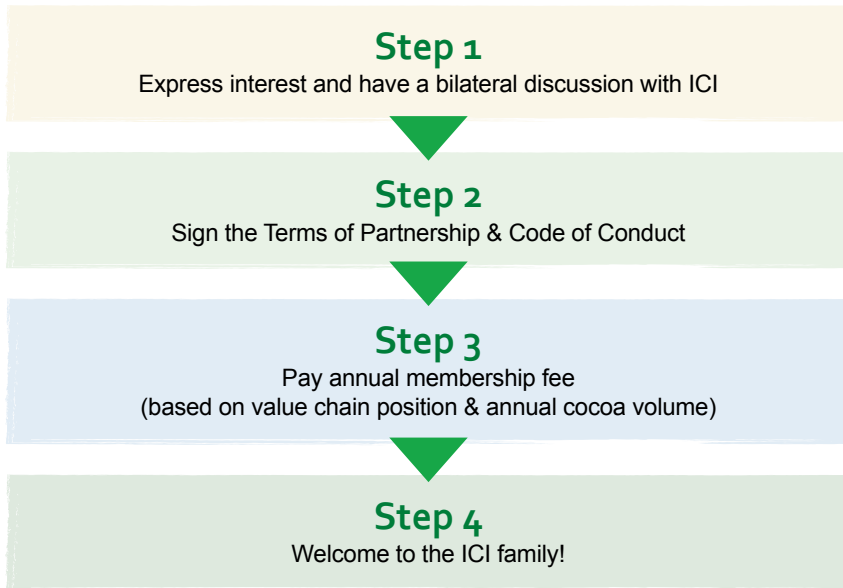 Step 1
Express interest and have a bilateral discussion with ICI
Step 2
Sign the Terms of Partnership & Code of Conduct
Step 3
Pay annual membership fee
(based on value chain position & annual cocoa volume)
Step 4
Welcome to the ICI family!